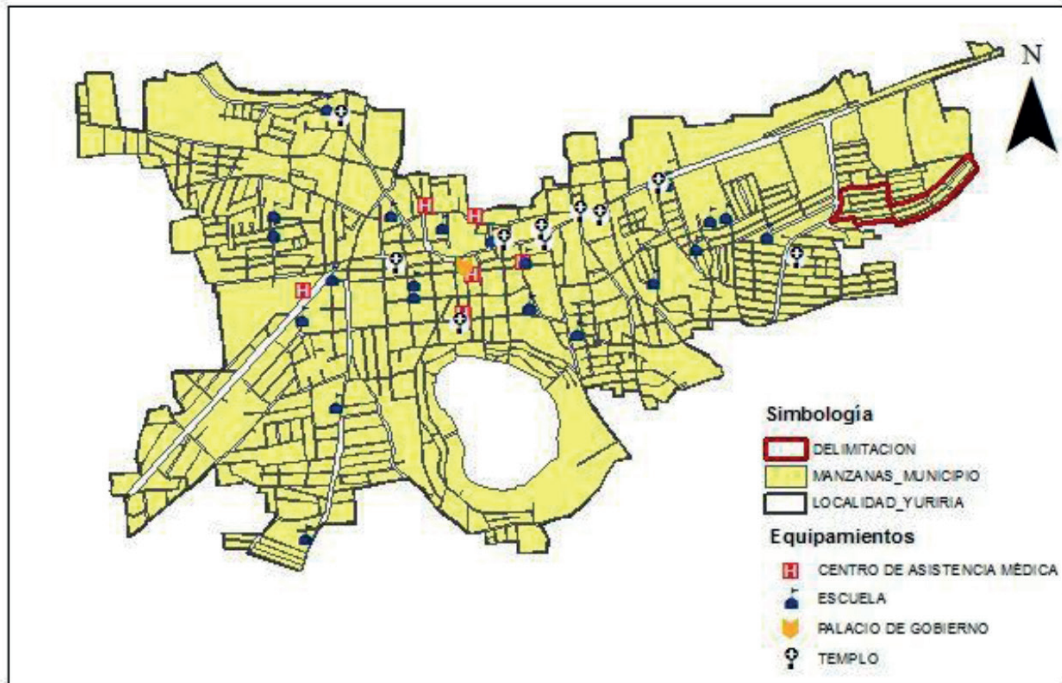 N
Simbología
DELIMITACION
MANZANAS_MUNICIPIO
LOCALIDAD_YURIRIA
Equipamientos
H CENTRO DE ASISTENCIA MÉDICA
ESCUELA
PALACIO DE GOBIERNO
TEMPLO